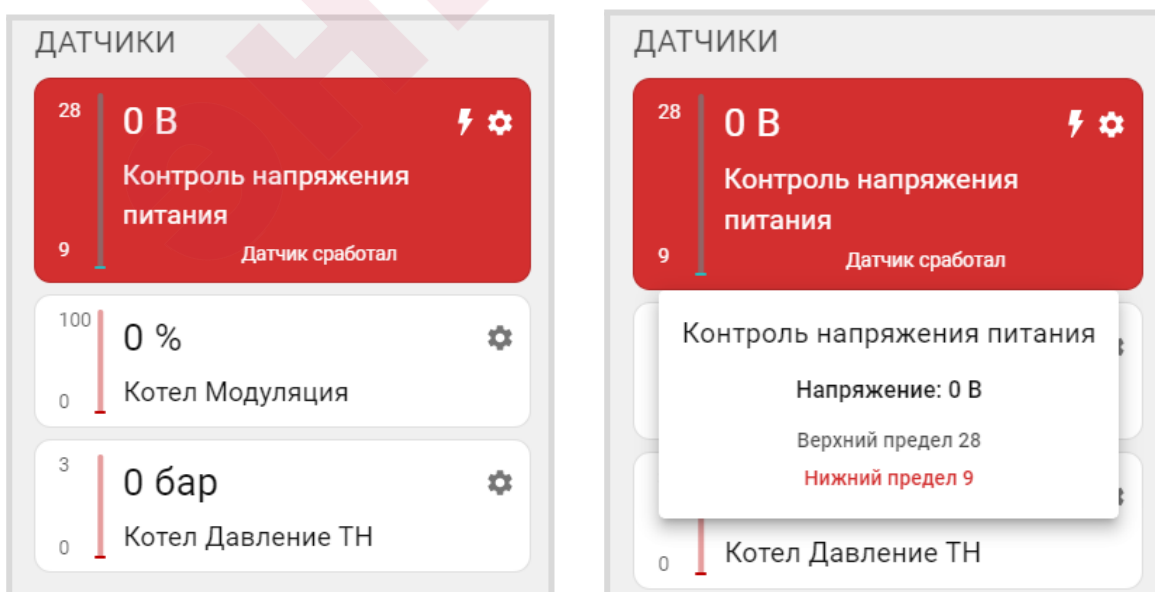 ДАТЧИКИ
28
0 В
Контроль напряжения
питания
9
Датчик сработал
100
0 %
0
Котел Модуляция
3
0 бар
0
Котел Давление ТН
ДАТЧИКИ
28
0 В
Контроль напряжения
питания
9
Датчик сработал
Контроль напряжения питания
Напряжение: 0 В
Верхний предел 28
Нижний предел 9
0
Котел Давление ТН